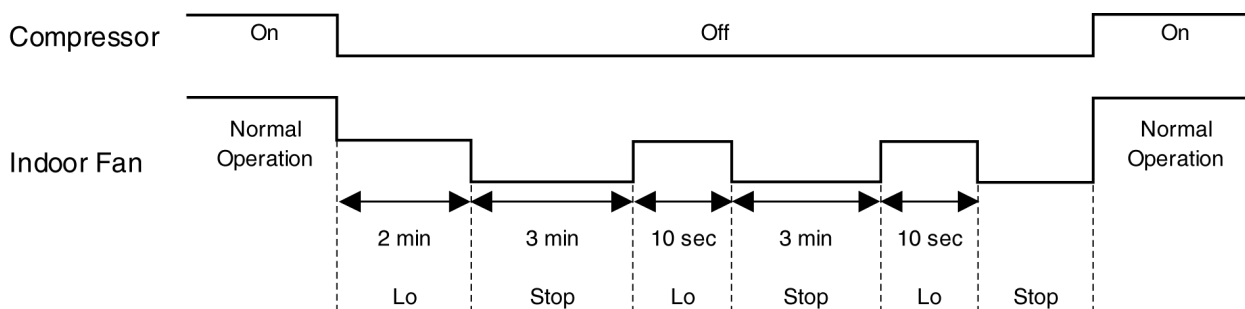 Compressor
On
Off
On
Indoor Fan
Normal
Operation
Normal
Operation
2 min
3 min
10 sec
3 min
10 sec
Lo
Stop
Lo
Stop
Lo
Stop